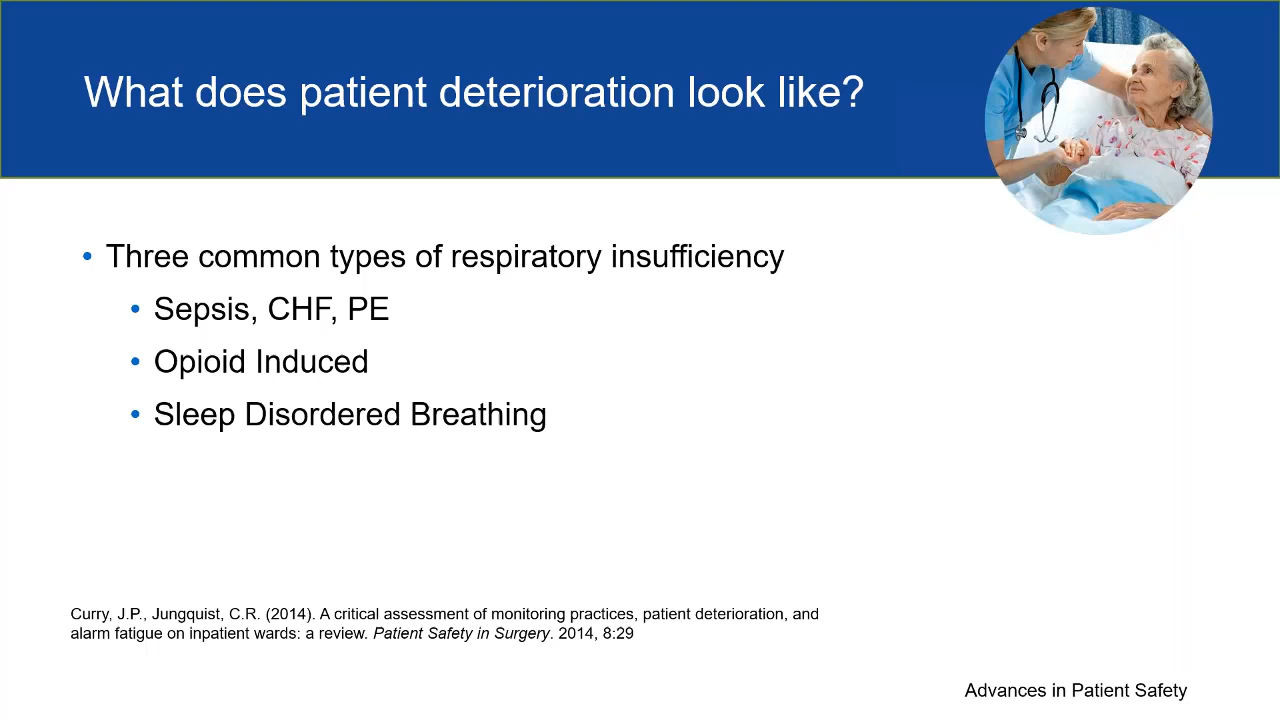 What does patient deterioration look like?
• Three common types of respiratory insufficiency
• Sepsis, CHF, PE
• Opioid Induced
• Sleep Disordered Breathing
Curry, J.P., Jungquist, C.R. (2014). A critical assessment of monitoring practices, patient deterioration, and
alarm fatigue on inpatient wards: a review. Patient Safety in Surgery. 2014, 8:29
Advances in Patient Safety